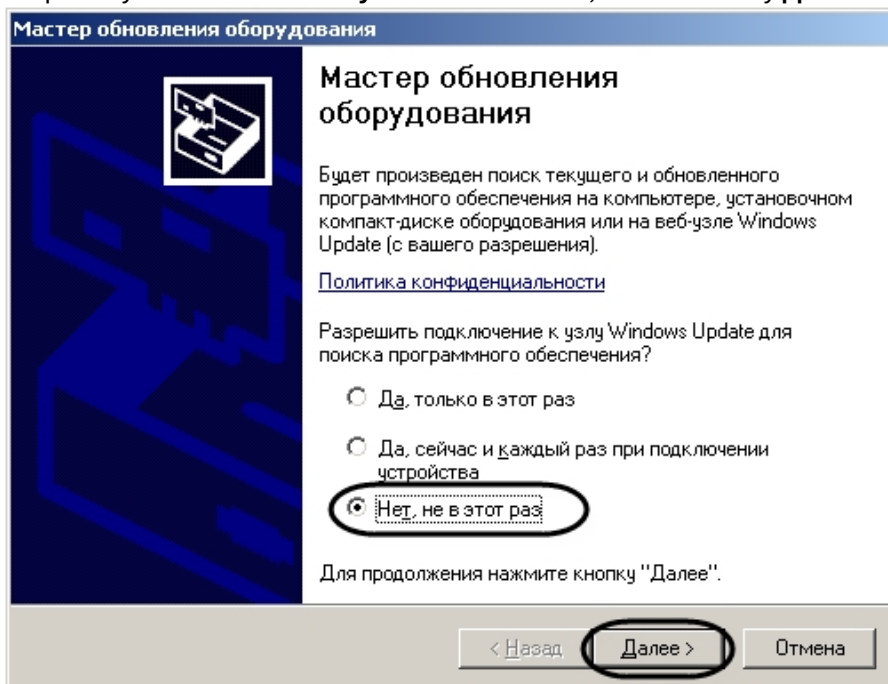 Мастер обновления оборудования
Мастер обновления
оборудования
Будет произведен поиск текущего и обновленного
программного обеспечения на компьютере, установочном
компакт-диске оборудования или на веб-узле Windows
Update (с вашего разрешения).
Политика конфиденциальности
Разрешить подключение к узлу Windows Update для
поиска программного обеспечения?
Да, только в этот раз
Да, сейчас и каждый раз при подключении
устройства
Нет, не в этот раз
Для продолжения нажмите кнопку "Далее".
< Назад
Далее >
Отмена